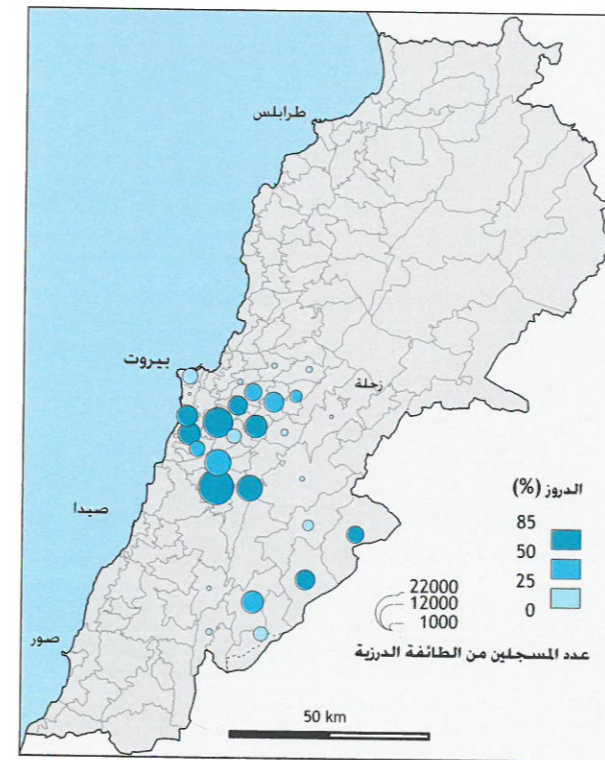 طرابلس
بيروت
زحلة
صيدا
صور
الدروز (%)
85
50
25
0
22000
12000
1000
عدد المسجلين من الطائفة الدرزية
50 km